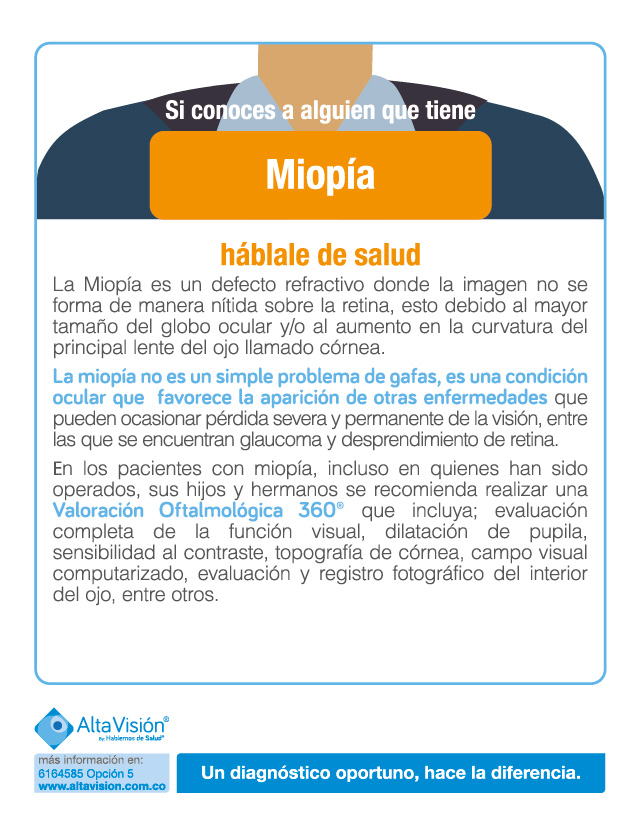 Si conoces a alguien que tiene
Miopía
háblale de salud
La Miopía es un defecto refractivo donde la imagen no se
forma de manera nítida sobre la retina, esto debido al mayor
tamaño del globo ocular y/o al aumento en la curvatura del
principal lente del ojo llamado córnea.
La miopía no es un simple problema de gafas, es una condición
ocular que favorece la aparición de otras enfermedades que
pueden ocasionar pérdida severa y permanente de la visión, entre
las que se encuentran glaucoma y desprendimiento de retina.
En los pacientes con miopía, incluso en quienes han sido
operados, sus hijos y hermanos se recomienda realizar una
Valoración Oftalmológica 360® que incluya; evaluación
completa de la función visual, dilatación de pupila,
sensibilidad al contraste, topografía de córnea, campo visual
computarizado, evaluación y registro fotográfico del interior
del ojo, entre otros.
AltaVisión®
By: Hablemos de Salud®
más información en:
6164585 Opción 5
www.altavision.com.co
Un diagnóstico oportuno, hace la diferencia.